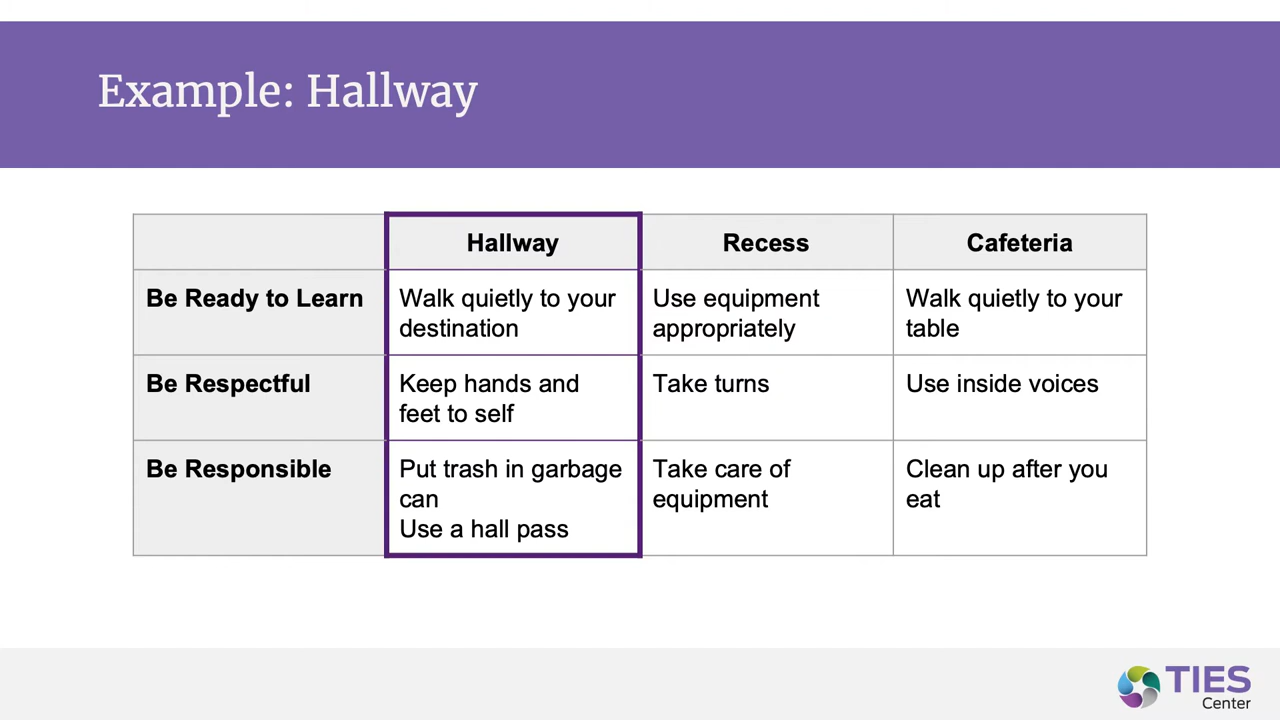 Example: Hallway
Hallway
Recess
Cafeteria
Be Ready to Learn
Walk quietly to your
destination
Use equipment
appropriately
Walk quietly to your
table
Be Respectful
Keep hands and
feet to self
Take turns
Use inside voices
Be Responsible
Put trash in garbage
can
Use a hall pass
Take care of
equipment
Clean up after you
eat
TIES
Center